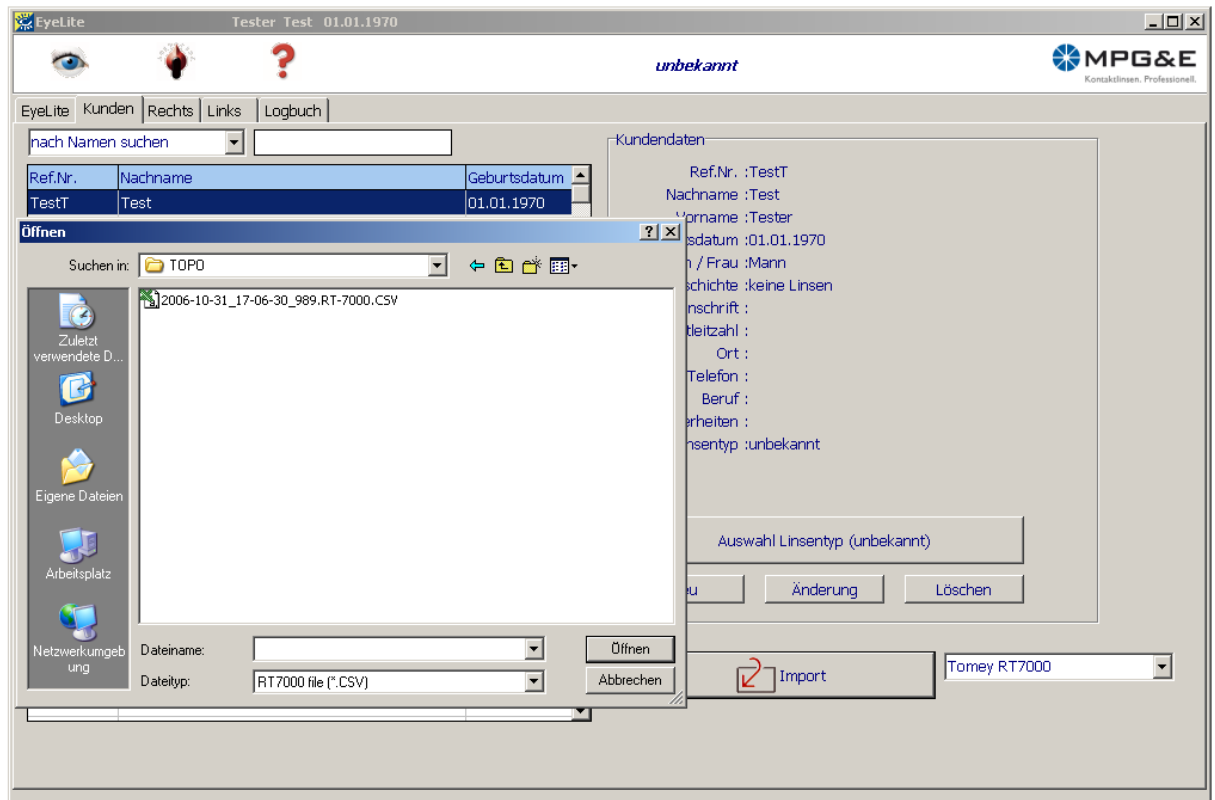 EyeLite Tester Test 01.01.1970
unbekannt
MPG&E
Kontaktlinsen. Professionell.
EyeLite Kunden Rechts Links Logbuch
nach Namen suchen
Kundendaten
Ref.Nr. Nachname Geburtsdatum
TestT Test 01.01.1970
Ref.Nr. :TestT
Nachname :Test
Vorname :Tester
tsdatum :01.01.1970
n / Frau :Mann
schichte :keine Linsen
nschrift :
tleitzahl :
Ort :
Telefon :
Beruf :
erheiten :
nsentyp :unbekannt
Öffnen
Suchen in: TOPO
2006-10-31_17-06-30_989.RT-7000.CSV
Zuletzt
verwendete D...
Desktop
Eigene Dateien
Arbeitsplatz
Netzwerkumgeb
ung
Dateiname:
Öffnen
Dateityp: RT7000 file (*.CSV)
Abbrechen
Auswahl Linsentyp (unbekannt)
eu Änderung Löschen
Import
Tomey RT7000